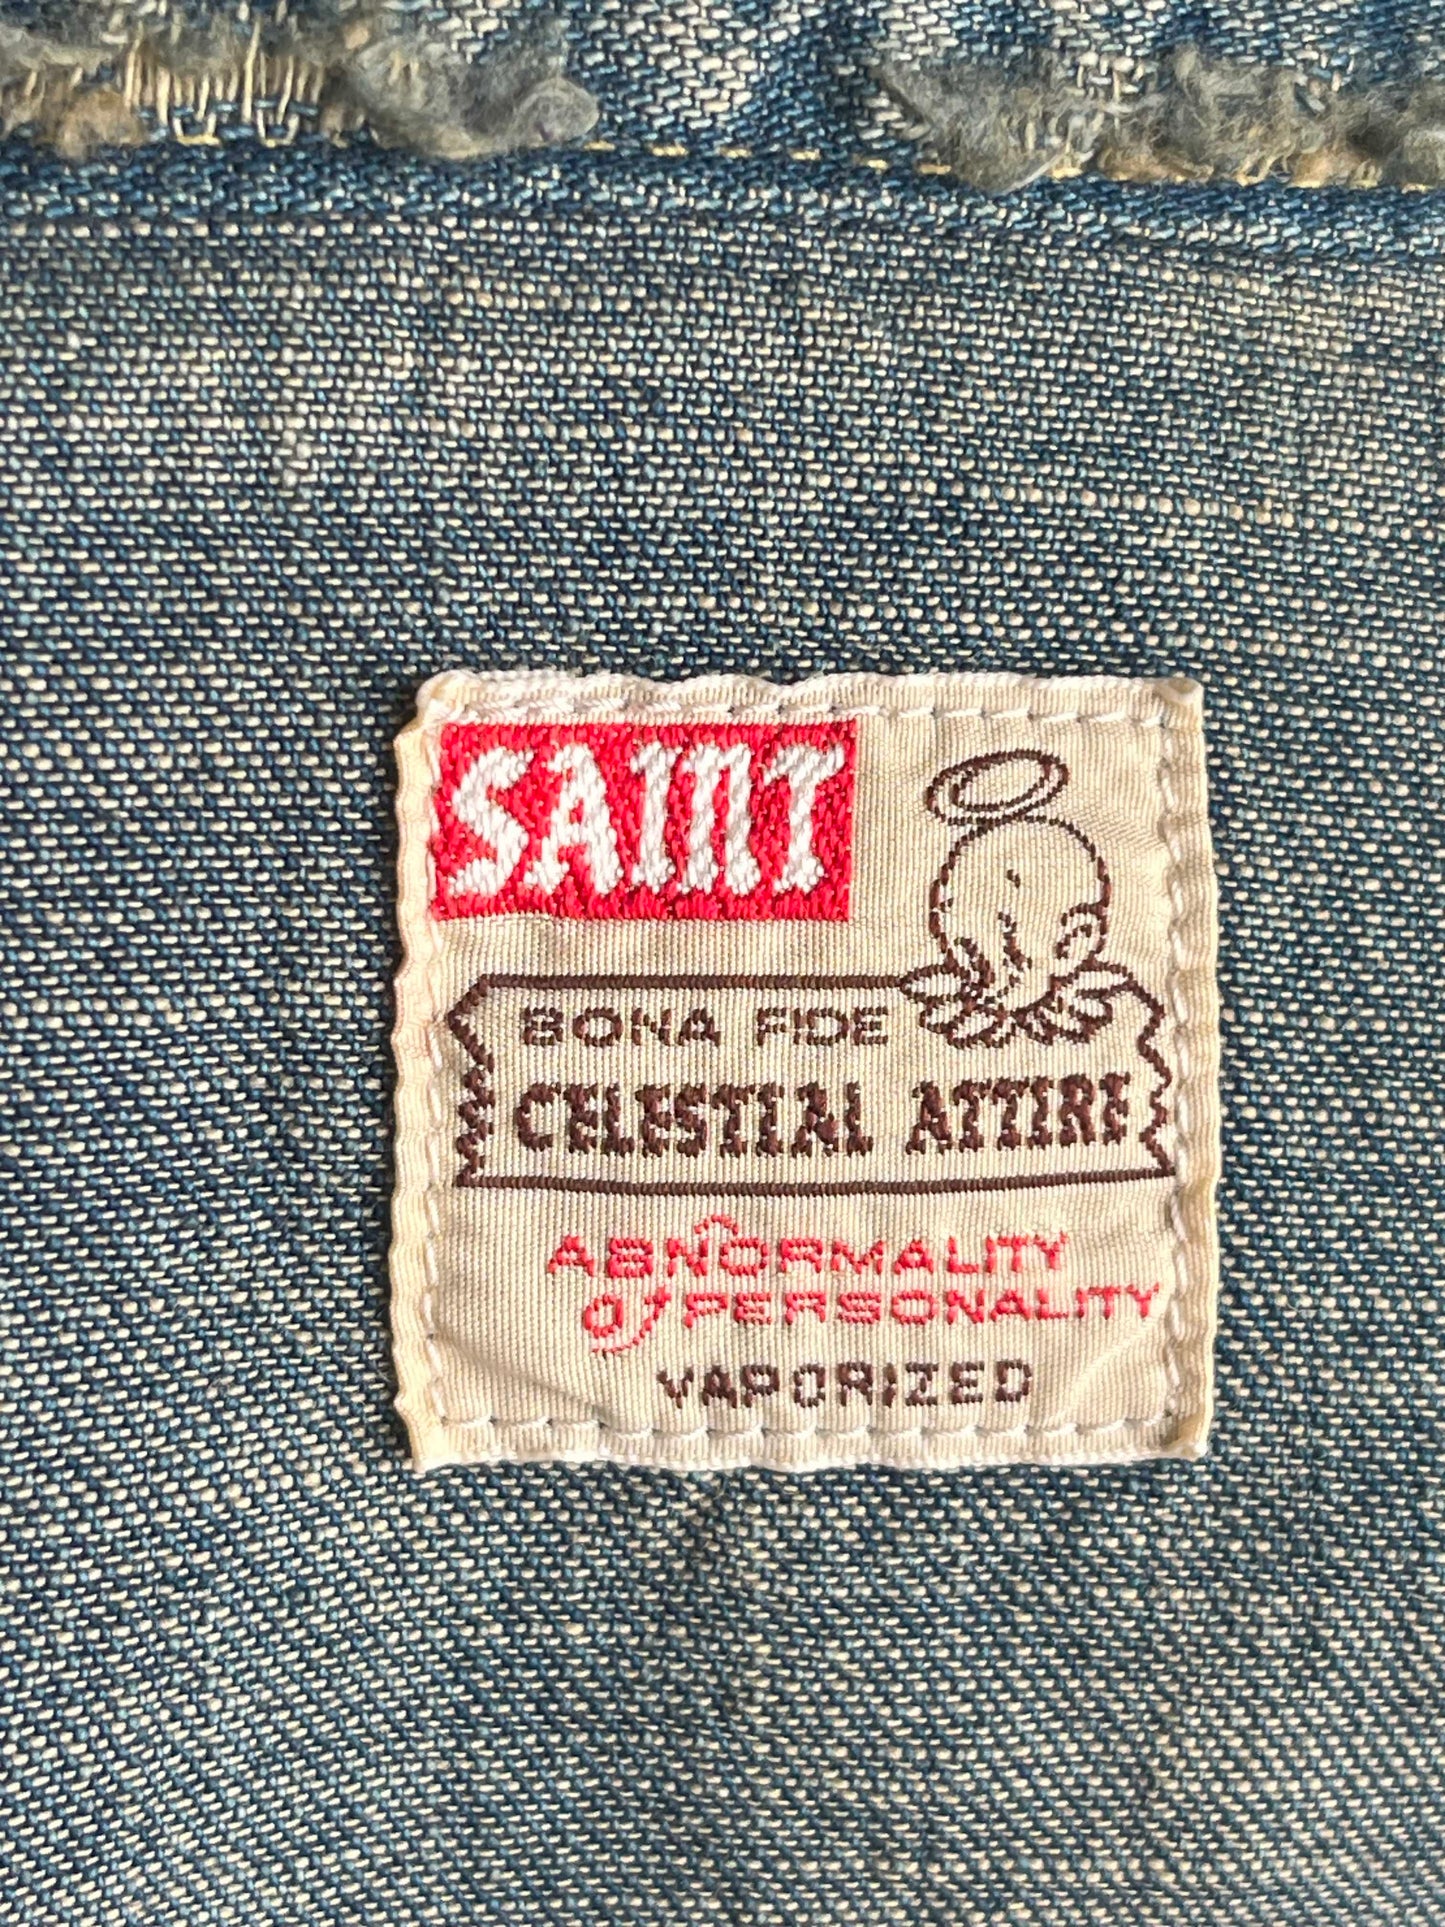 SAINT
BONA FIDE
CELESTIAL ATTIRE
ABNORMALITY
of PERSONALITY
VAPORIZED